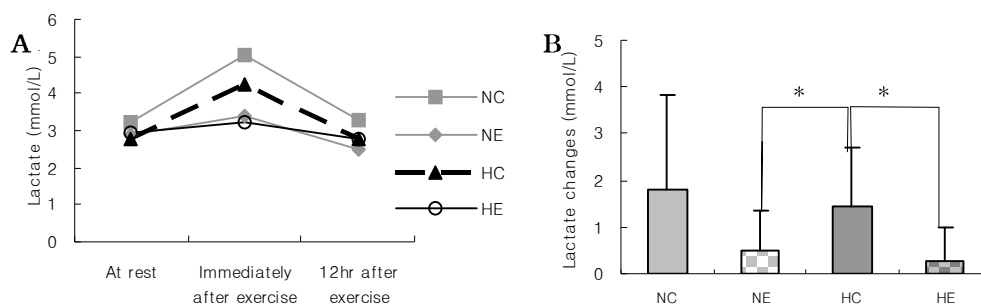 A
Lactate (mmol/L)
6
5
4
3
2
1
0
At rest
Immediately
after exercise
12hr after
exercise
NC
NE
HC
HE
B
Lactate changes (mmol/L)
5
4
3
2
1
0
*
*
NC
NE
HC
HE